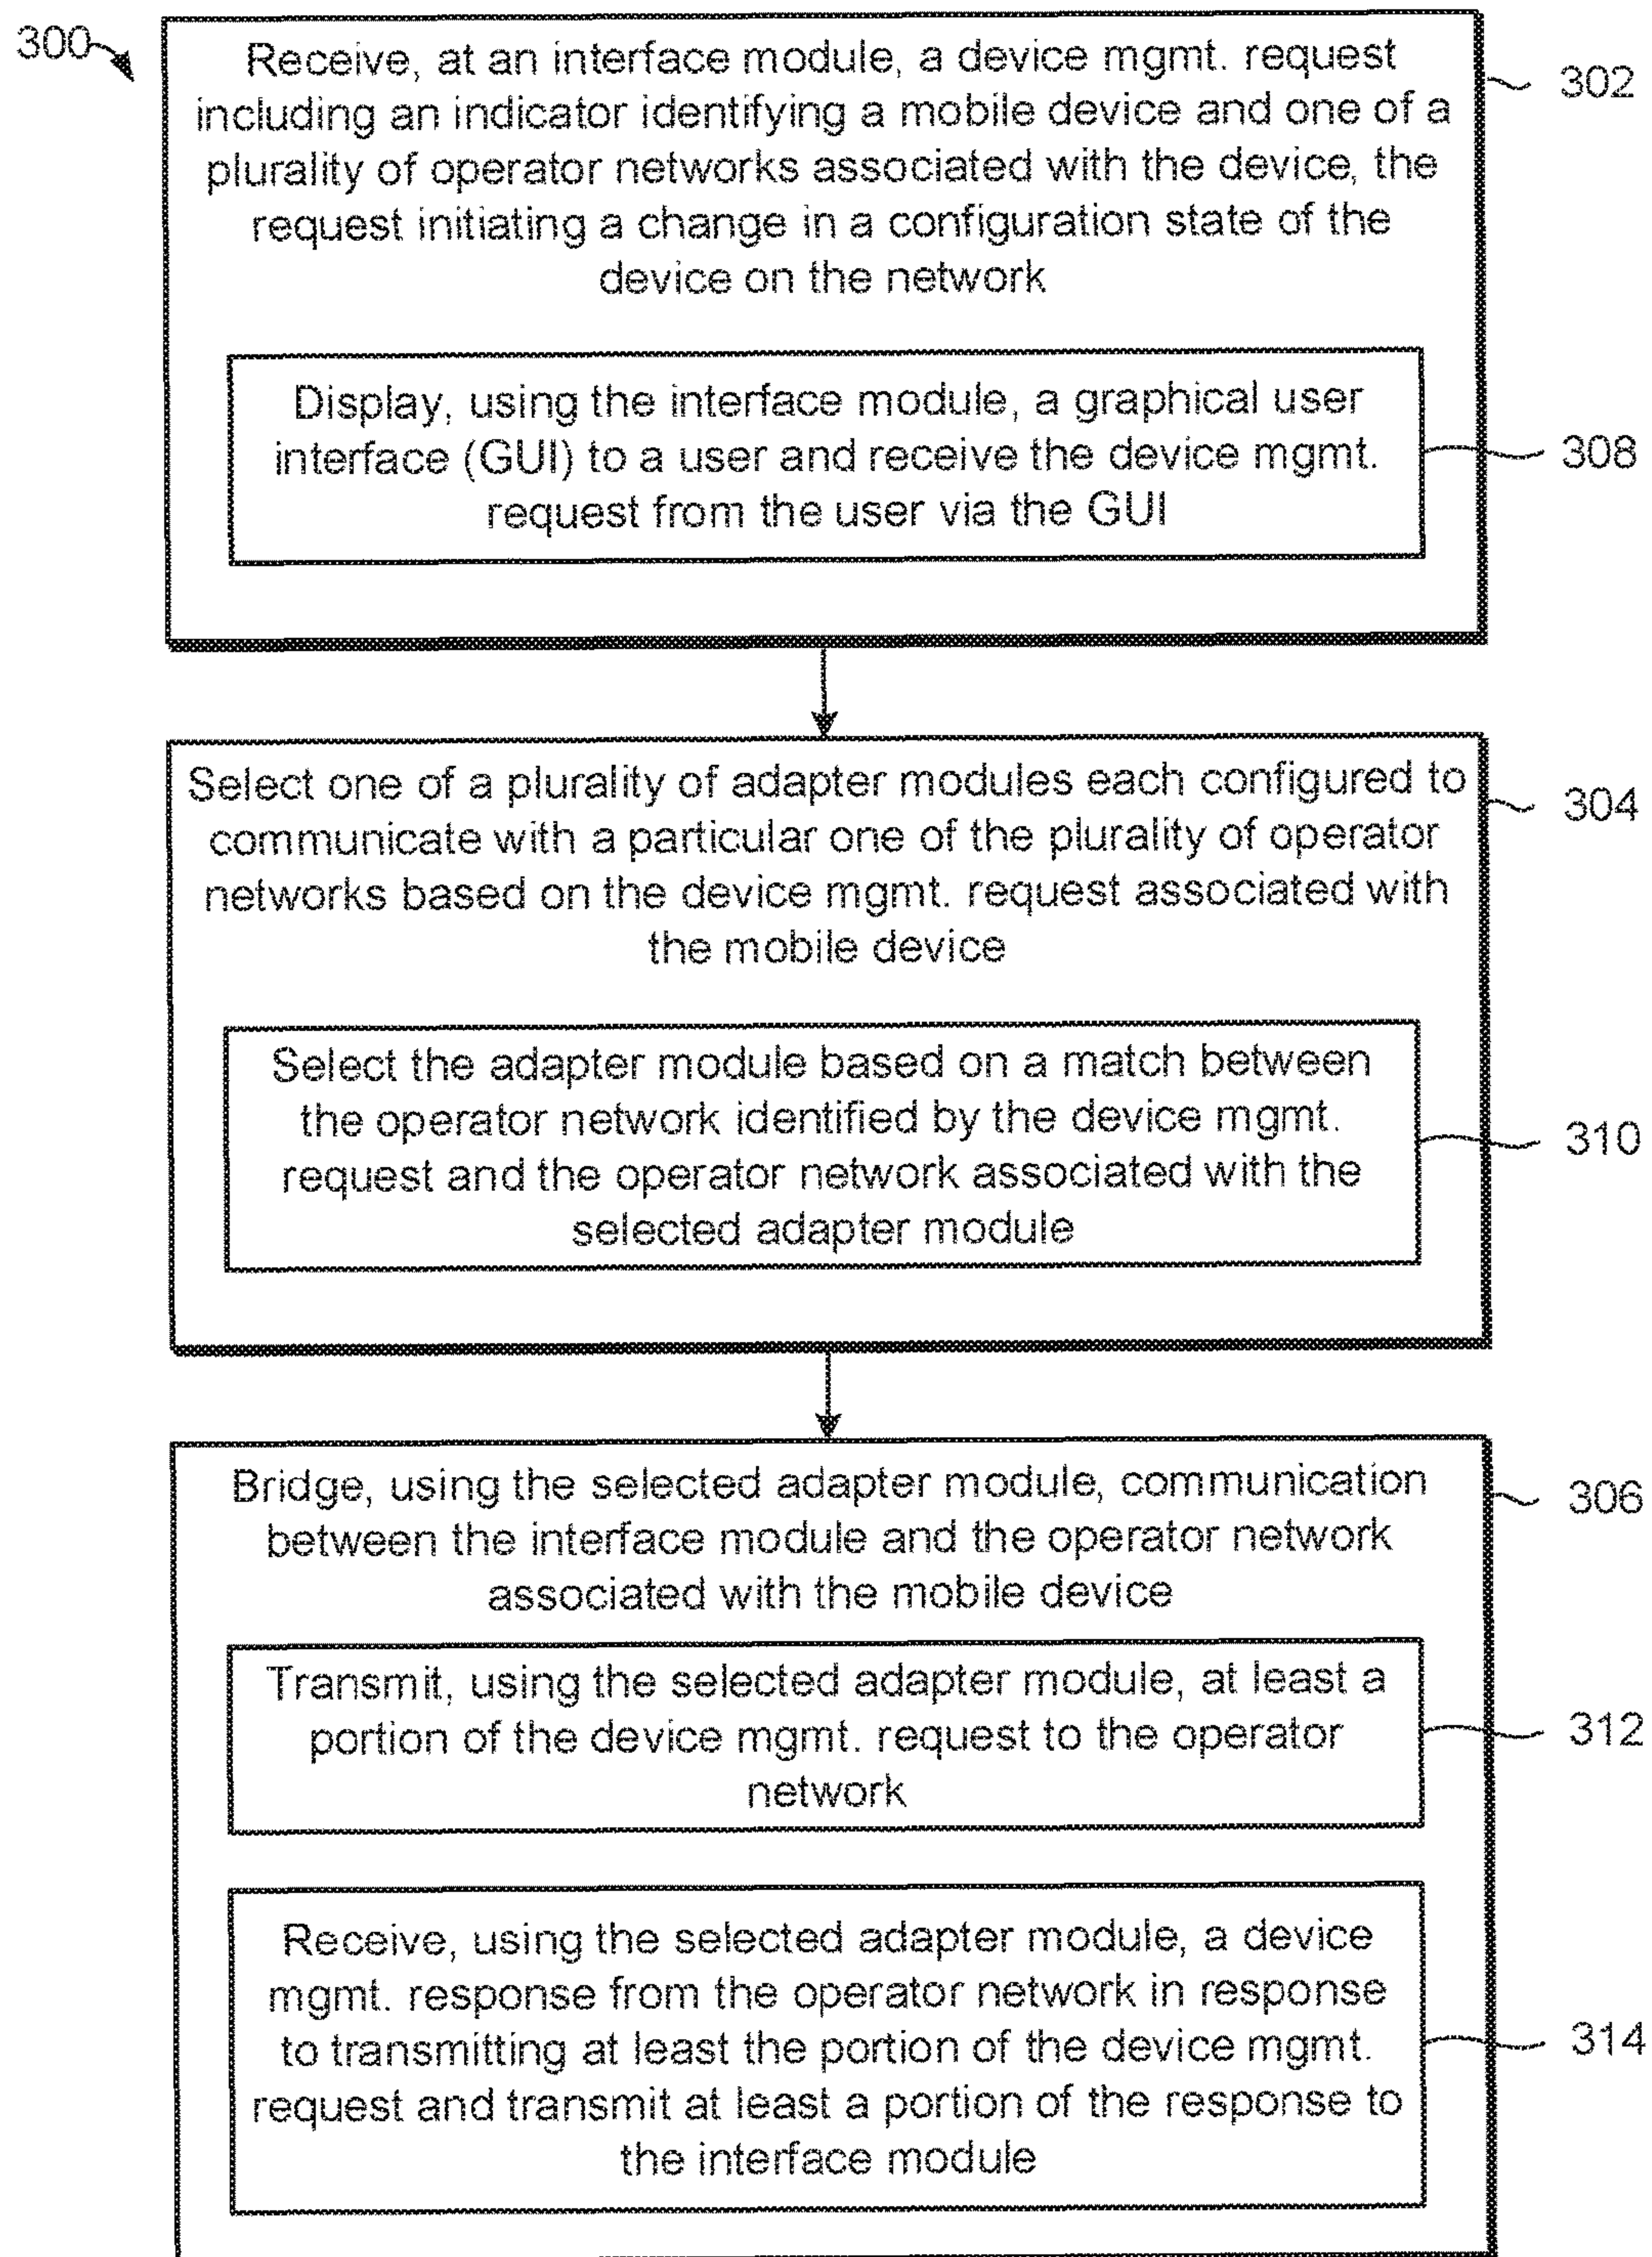 300
Receive, at an interface module, a device mgmt. request
including an indicator identifying a mobile device and one of a
plurality of operator networks associated with the device, the
request initiating a change in a configuration state of the
device on the network
302
Display, using the interface module, a graphical user
interface (GUI) to a user and receive the device mgmt.
request from the user via the GUI
308
Select one of a plurality of adapter modules each configured to
communicate with a particular one of the plurality of operator
networks based on the device mgmt. request associated with
the mobile device
304
Select the adapter module based on a match between
the operator network identified by the device mgmt.
request and the operator network associated with the
selected adapter module
310
Bridge, using the selected adapter module, communication
between the interface module and the operator network
associated with the mobile device
306
Transmit, using the selected adapter module, at least a
portion of the device mgmt. request to the operator
network
312
Receive, using the selected adapter module, a device
mgmt. response from the operator network in response
to transmitting at least the portion of the device mgmt.
request and transmit at least a portion of the response to
the interface module
314